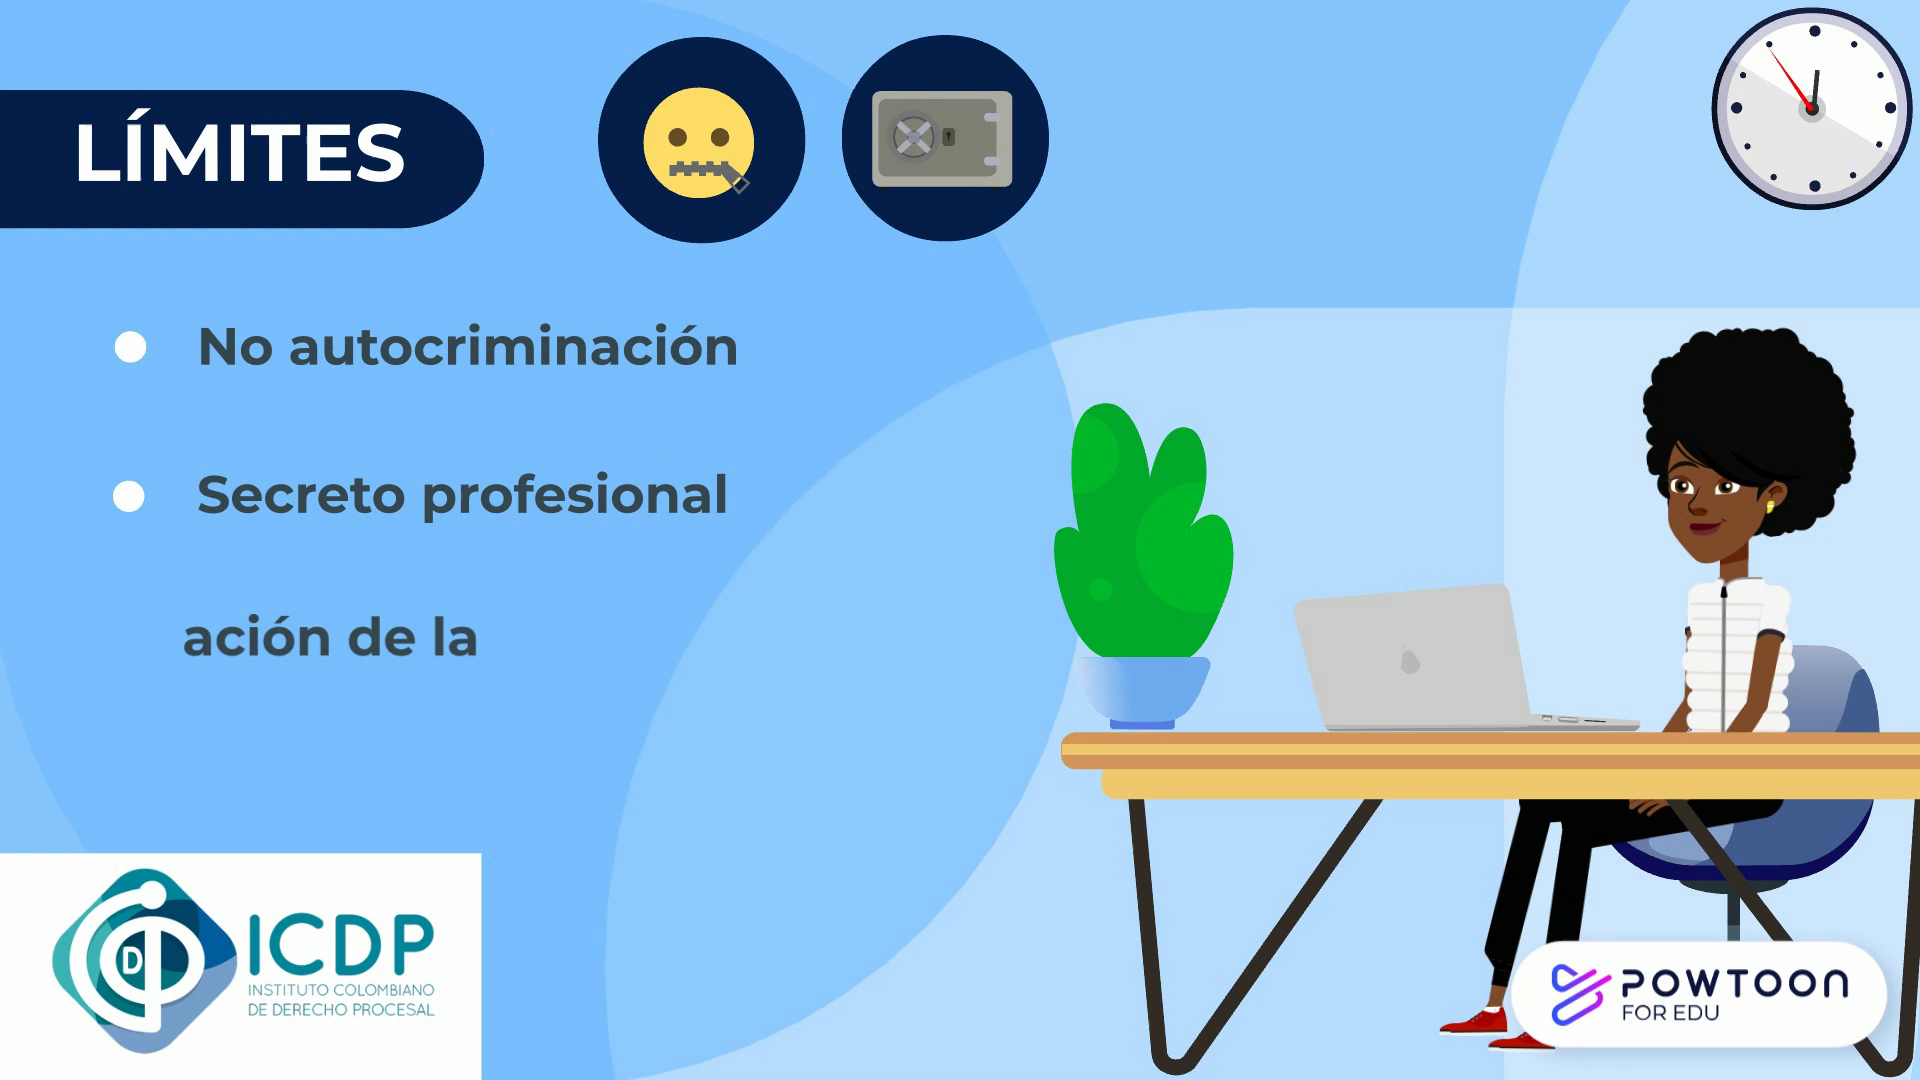 LÍMITES
No autocriminación
Secreto profesional
ación de la
D
ICDP
INSTITUTO COLOMBIANO
DE DERECHO PROCESAL
POWTOON
FOR EDU